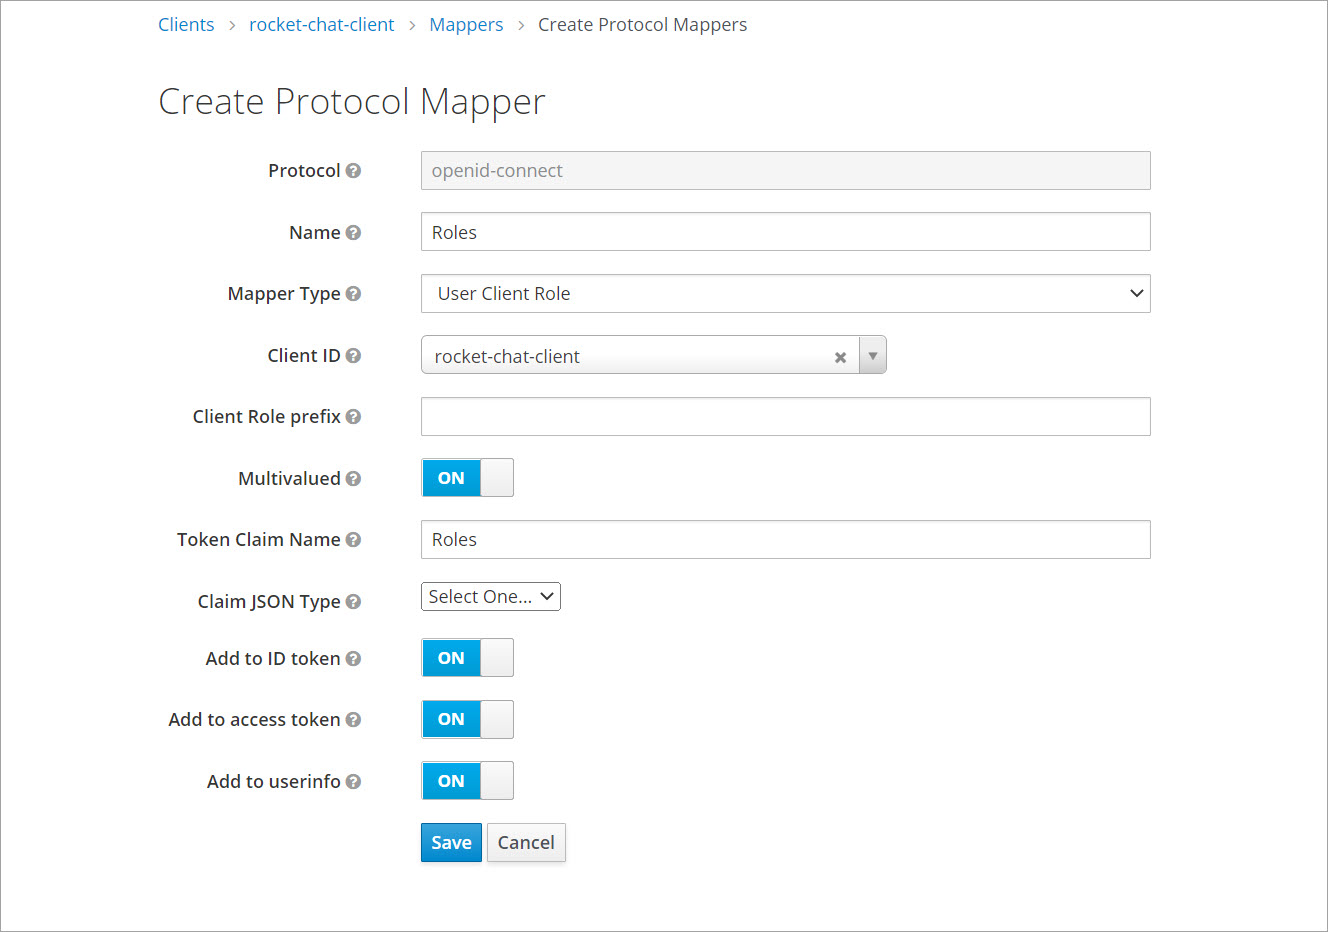 Clients > rocket-chat-client > Mappers > Create Protocol Mappers
Create Protocol Mapper
Protocol ? openid-connect
Name ? Roles
Mapper Type ? User Client Role
Client ID ? rocket-chat-client × ▼
Client Role prefix ?
Multivalued ? ON
Token Claim Name ? Roles
Claim JSON Type ? Select One...
Add to ID token ? ON
Add to access token ? ON
Add to userinfo ? ON
Save Cancel